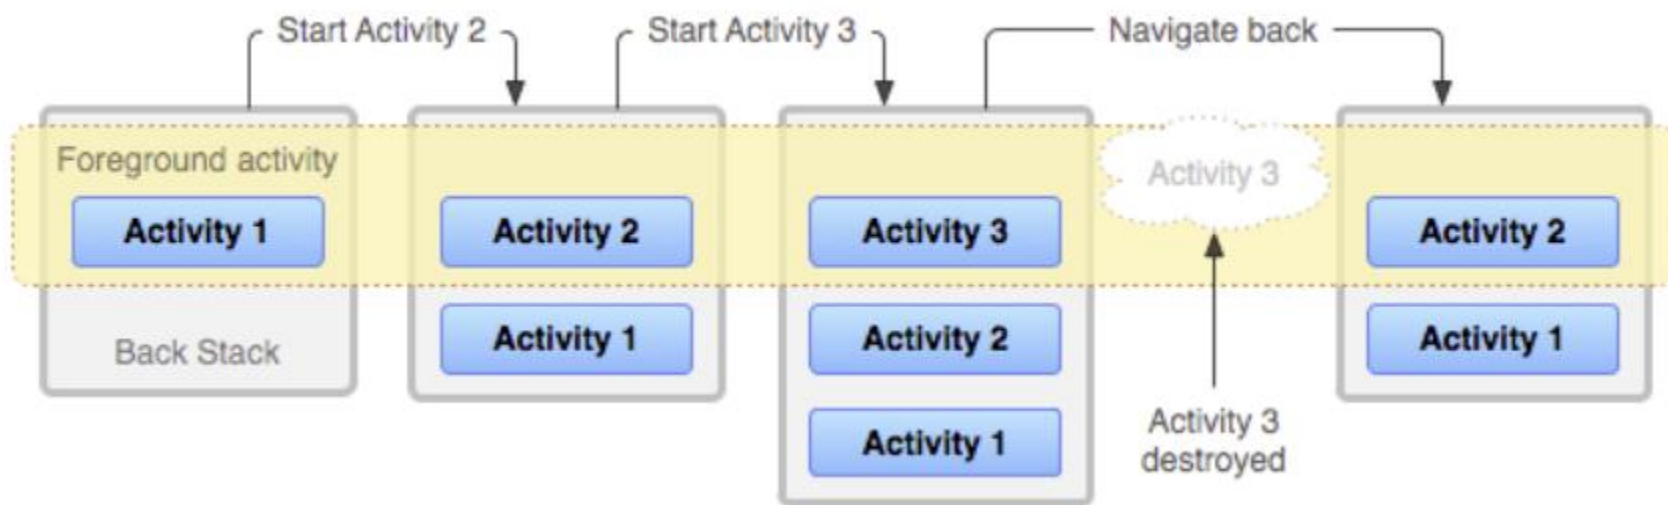 Start Activity 2
Start Activity 3
Navigate back
Foreground activity
Activity 3
Activity 1
Activity 2
Activity 3
Activity 2
Back Stack
Activity 1
Activity 2
Activity 1
Activity 1
Activity 3
destroyed